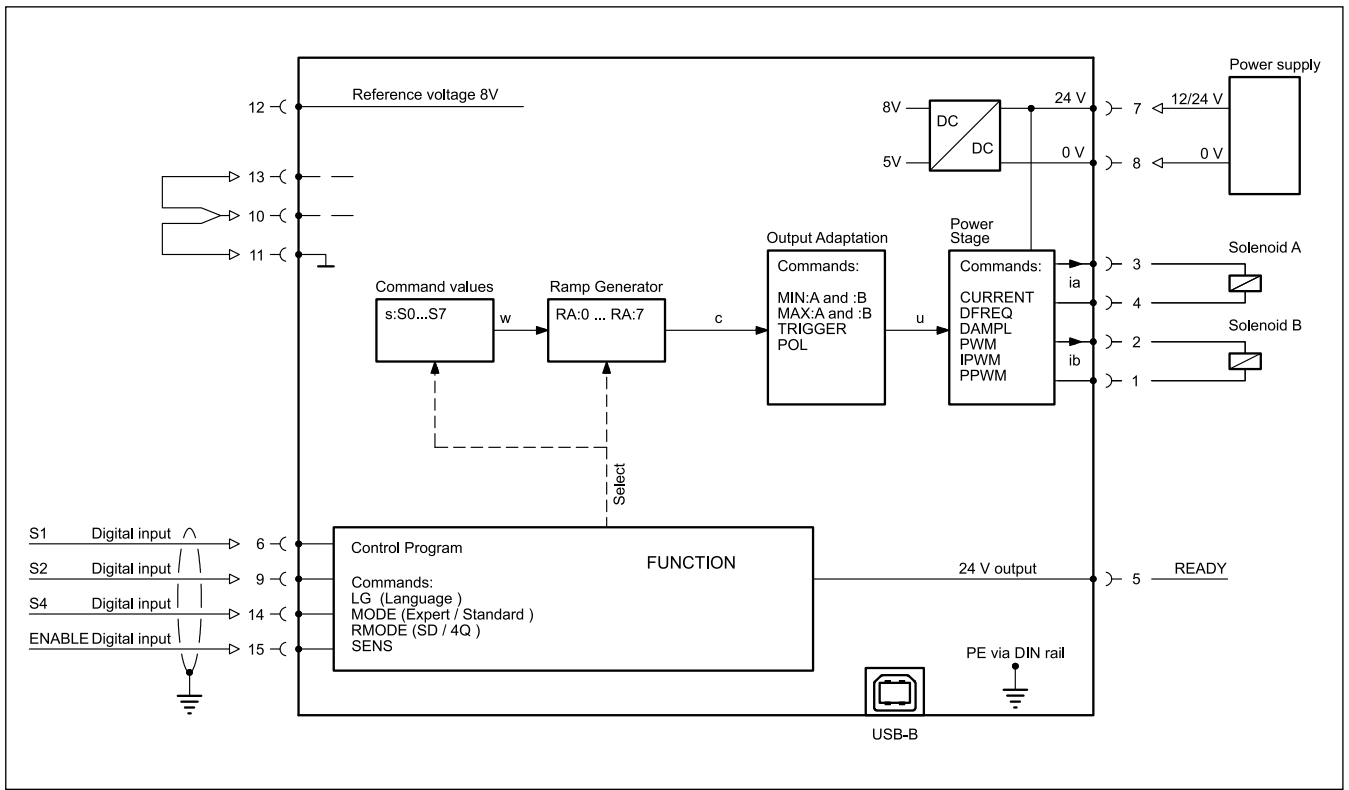 Power supply
12
Reference voltage 8V
8V
DC
DC
5V
24 V
7
12/24 V
0 V
8
0 V
13
10
11
Command values
s:S0...S7
w
Ramp Generator
RA:0 ... RA:7
c
Output Adaptation
Commands:
MIN:A and :B
MAX:A and :B
TRIGGER
POL
u
Power
Stage
Commands:
CURRENT
DFREQ
DAMPL
PWM
IPWM
PPWM
ia
ib
3
4
2
1
Solenoid A
Solenoid B
Select
S1 Digital input
6
S2 Digital input
9
S4 Digital input
14
ENABLE Digital input
15
Control Program
FUNCTION
Commands:
LG (Language )
MODE (Expert / Standard )
RMODE (SD / 4Q )
SENS
24 V output
5
READY
PE via DIN rail
USB-B